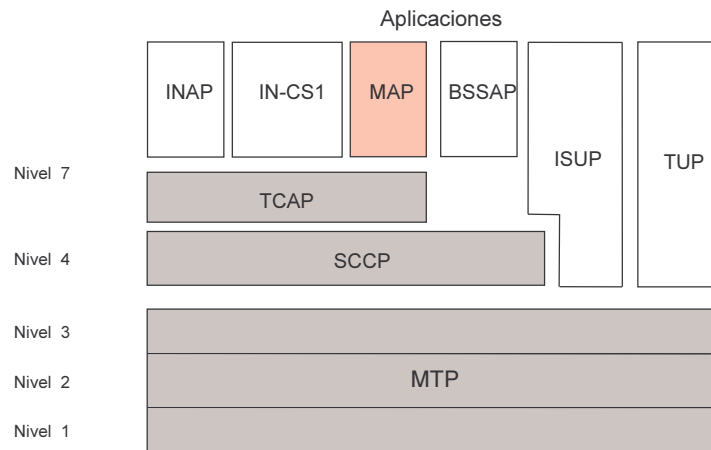 Aplicaciones
INAP
IN-CS1
MAP
BSSAP
ISUP
TUP
Nivel 7
TCAP
Nivel 4
SCCP
Nivel 3
Nivel 2
MTP
Nivel 1